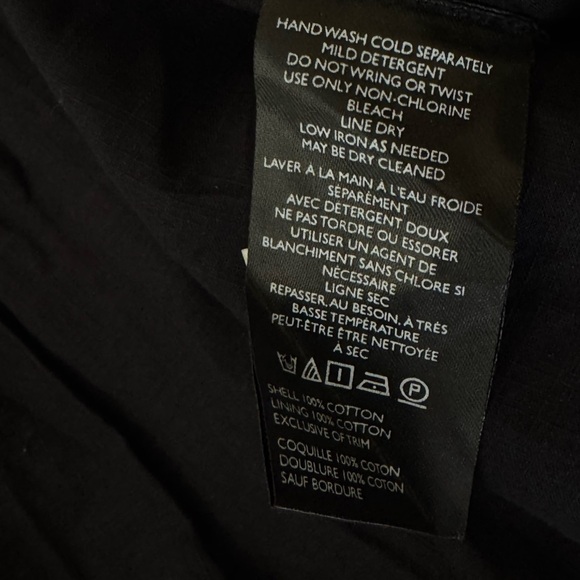 HAND WASH COLD SEPARATELY
MILD DETERGENT
DO NOT WRING OR TWIST
USE ONLY NON-CHLORINE
BLEACH
LINE DRY
LOW IRON AS NEEDED
MAY BE DRY CLEANED
LAVER À LA MAIN À L'EAU FROIDE
SÉPARÉMENT
AVEC DÉTERGENT DOUX
NE PAS TORDRE OU ESSORER
UTILISER UN AGENT DE
BLANCHIMENT SANS CHLORE SI
NÉCESSAIRE
LIGNE SEC
REPASSER, AU BESOIN, À TRÈS
BASSE TEMPÉRATURE
PEUT-ÊTRE ÊTRE NETTOYÉE
À SEC
P
SHELL 100% COTTON
LINING 100% COTTON
EXCLUSIVE OF TRIM
COQUILLE 100% COTON
DOUBLURE 100% COTON
SAUF BORDURE